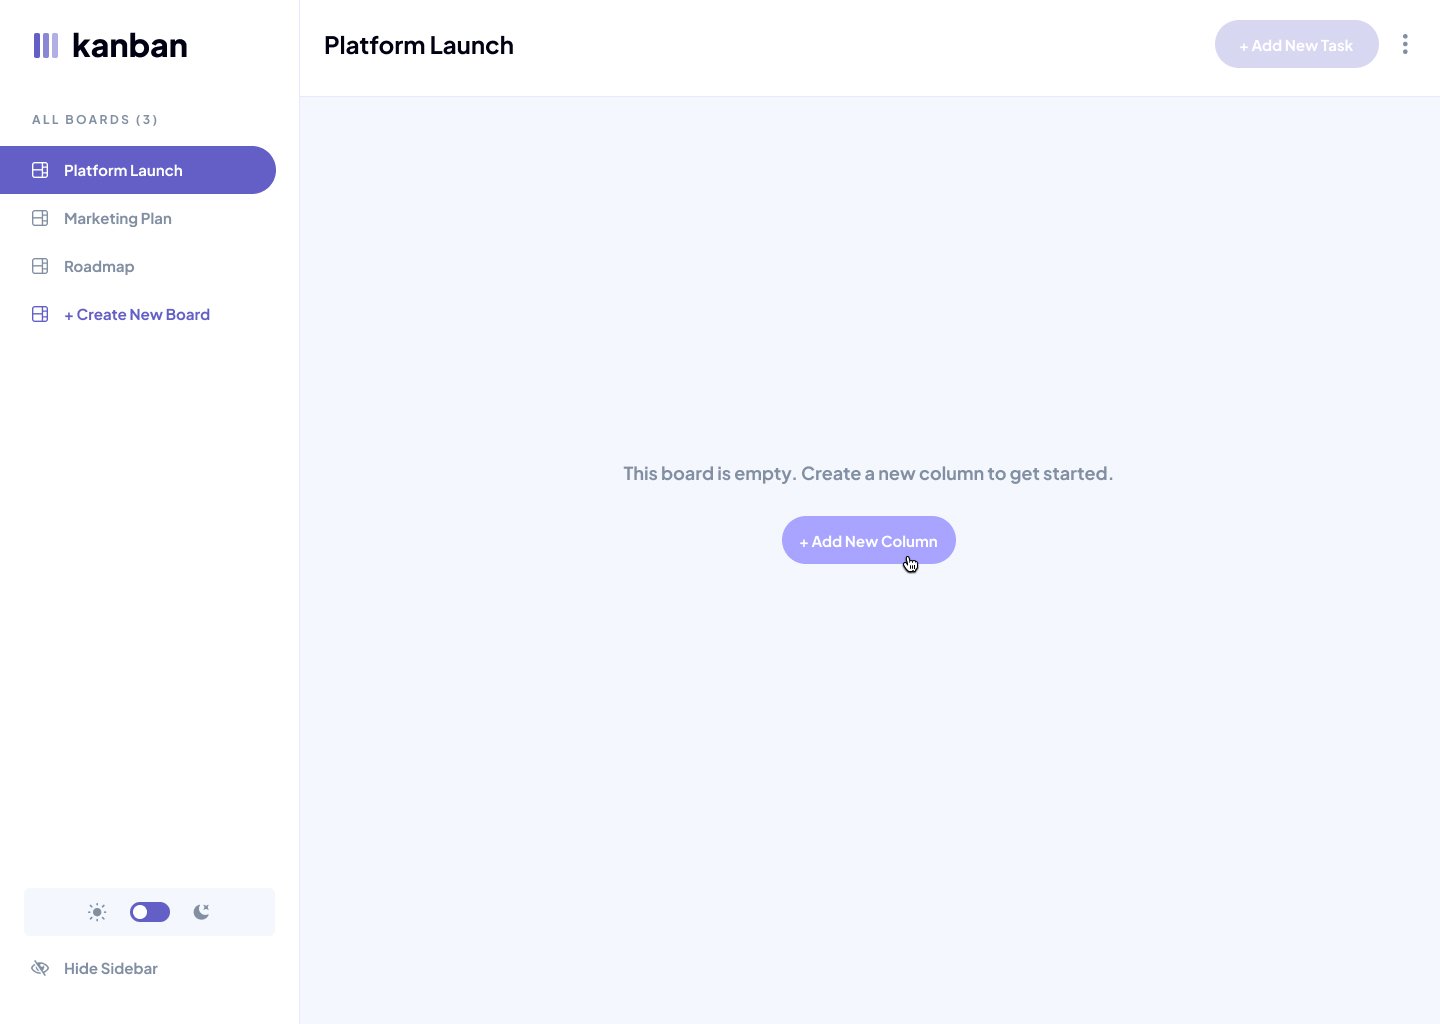 kanban
Platform Launch
+ Add New Task
ALL BOARDS (3)
Platform Launch
Marketing Plan
Roadmap
+ Create New Board
This board is empty. Create a new column to get started.
+ Add New Column
Hide Sidebar